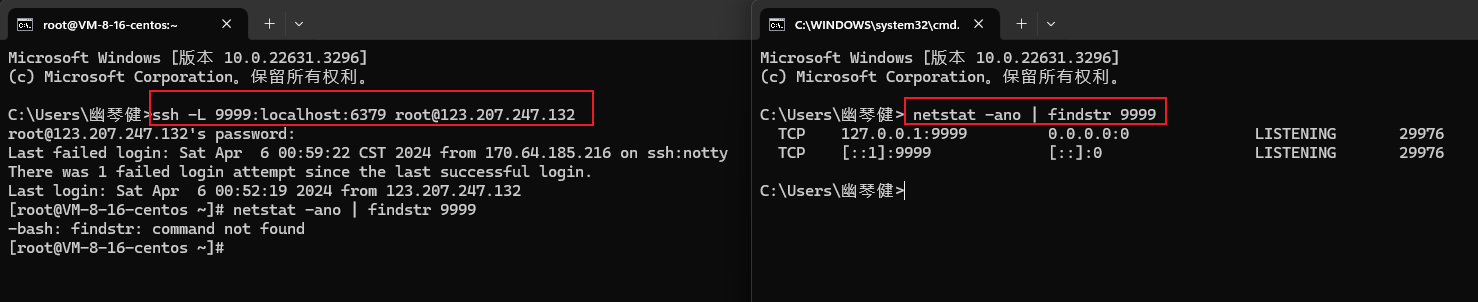 root@VM-8-16-centos:~
Microsoft Windows [版本 10.0.22631.3296]
(c) Microsoft Corporation。保留所有权利。
C:\Users\幽琴健>ssh -L 9999:localhost:6379 root@123.207.247.132
root@123.207.247.132's password:
Last failed login: Sat Apr  6 00:59:22 CST 2024 from 170.64.185.216 on ssh:notty
There was 1 failed login attempt since the last successful login.
Last login: Sat Apr  6 00:52:19 2024 from 123.207.247.132
[root@VM-8-16-centos ~]# netstat -ano | findstr 9999
-bash: findstr: command not found
[root@VM-8-16-centos ~]#
C:\WINDOWS\system32\cmd.
Microsoft Windows [版本 10.0.22631.3296]
(c) Microsoft Corporation。保留所有权利。
C:\Users\幽琴健> netstat -ano | findstr 9999
TCP    127.0.0.1:9999         0.0.0.0:0              LISTENING       29976
TCP    [::1]:9999             [::]:0                 LISTENING       29976
C:\Users\幽琴健>